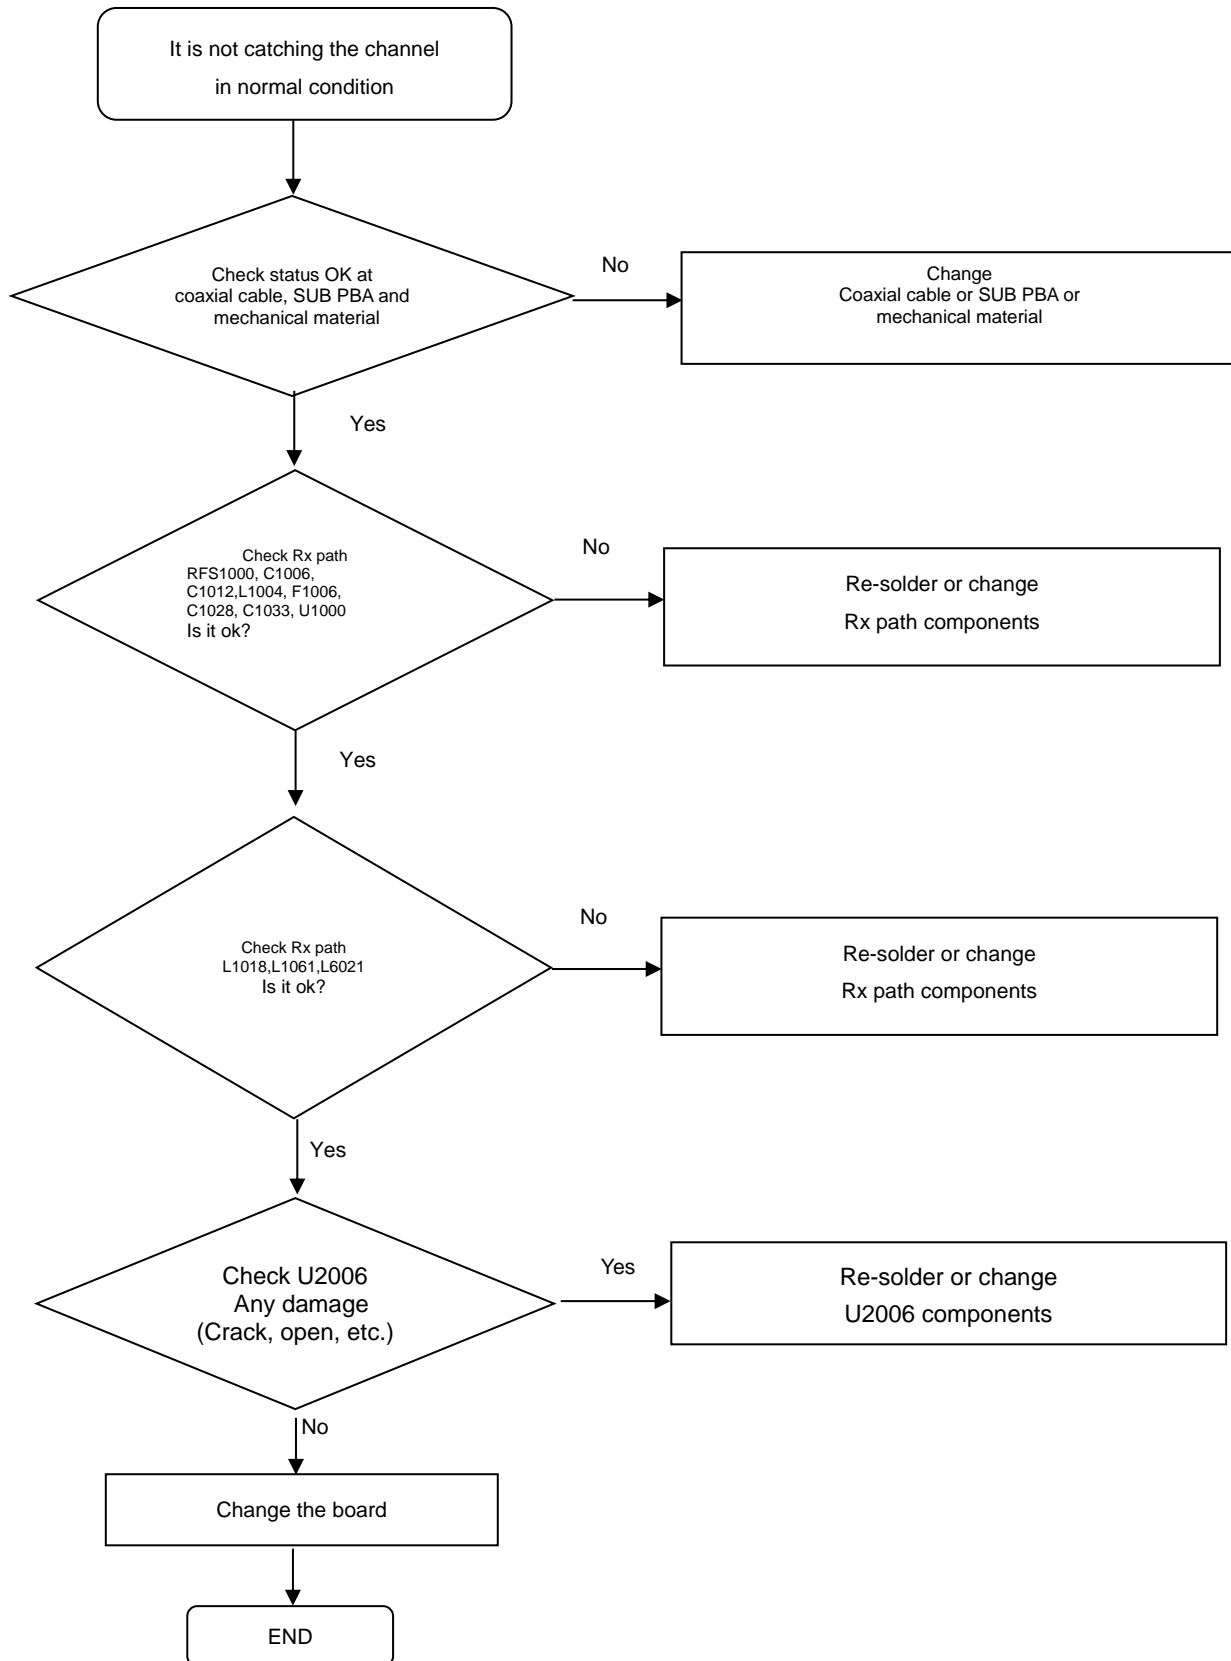 It is not catching the channel
in normal condition
Check status OK at
coaxial cable, SUB PBA and
mechanical material
No
Change
Coaxial cable or SUB PBA or
mechanical material
Yes
Check Rx path
RFS1000, C1006,
C1012,L1004, F1006,
C1028, C1033, U1000
Is it ok?
No
Re-solder or change
Rx path components
Yes
Check Rx path
L1018,L1061,L6021
Is it ok?
No
Re-solder or change
Rx path components
Yes
Check U2006
Any damage
(Crack, open, etc.)
Yes
Re-solder or change
U2006 components
No
Change the board
END